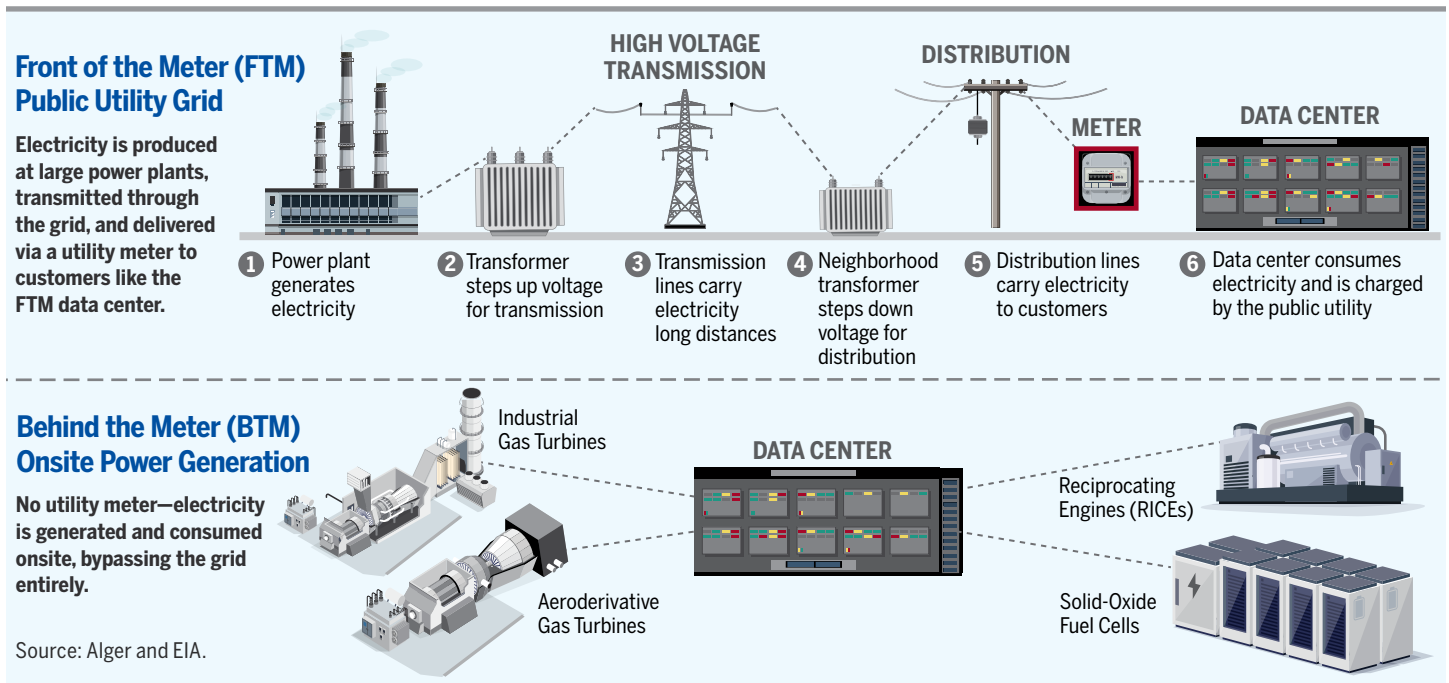 Front of the Meter (FTM)
Public Utility Grid
Electricity is produced
at large power plants,
transmitted through
the grid, and delivered
via a utility meter to
customers like the
FTM data center.
HIGH VOLTAGE
TRANSMISSION
DISTRIBUTION
METER
DATA CENTER
1 Power plant
generates
electricity
2 Transformer
steps up voltage
for transmission
3 Transmission
lines carry
electricity
long distances
4 Neighborhood
transformer
steps down
voltage for
distribution
5 Distribution lines
carry electricity
to customers
6 Data center consumes
electricity and is charged
by the public utility
Behind the Meter (BTM)
Onsite Power Generation
No utility meter—electricity
is generated and consumed
onsite, bypassing the grid
entirely.
Industrial
Gas Turbines
Aeroderivative
Gas Turbines
DATA CENTER
Reciprocating
Engines (RICEs)
Solid-Oxide
Fuel Cells
Source: Alger and EIA.